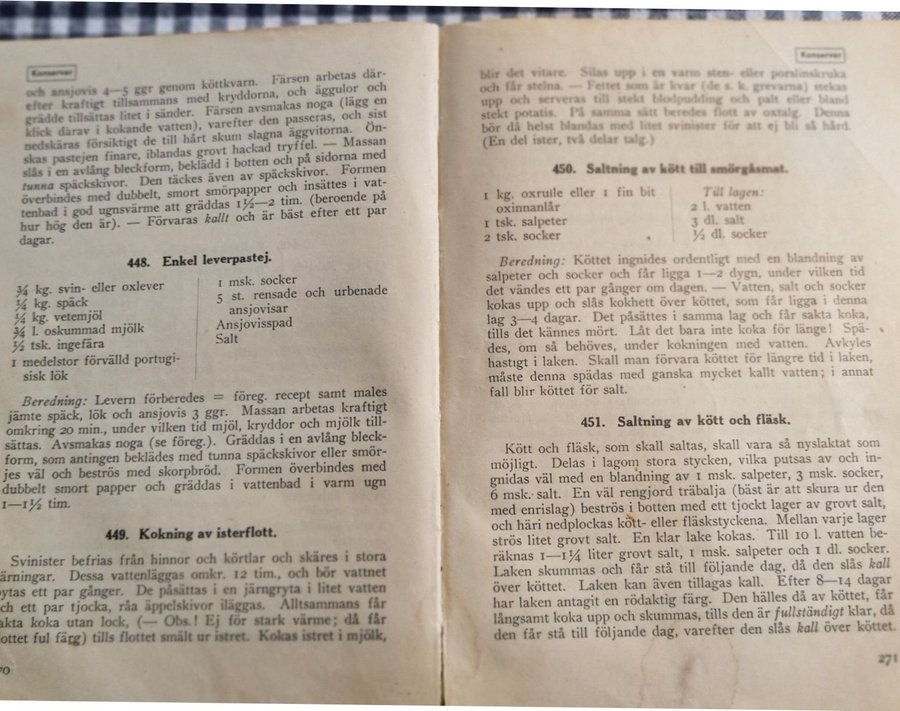 Konserver
och ansjovis 4—5 ggr genom köttkvarn. Färsen arbetas där-
efter kraftigt tillsammans med kryddorna, och äggulor och
grädde tillsättas litet i sänder. Färsen avsmakas noga (lägg en
klick därav i kokande vatten), varefter den passeras, och sist
nedskäras försiktigt de till hårt skum slagna äggvitorna. Ön-
skas pastejen finare, iblandas grovt hackad tryffel. — Massan
slås i en avlång bleckform, beklädd i botten och på sidorna med
tunna späckskivor. Den täckes även av späckskivor. Formen
överbindes med dubbelt, smort smörpapper och insättes i vat-
tenbad i god ugnsvärme att gräddas 1½—2 tim. (beroende på
hur hög den är). — Förvaras kallt och är bäst efter ett par
dagar.
448. Enkel leverpastej.
¾ kg. svin- eller oxlever
¼ kg. späck
¼ kg. vetemjöl
¾ l. oskummad mjölk
½ tsk. ingefära
1 medelstor förvälld portugi-
sisk lök
1 msk. socker
5 st. rensade och urbenade
ansjovisar
Ansjovisspad
Salt
Beredning: Levern förberedes = föreg. recept samt males
jämte späck, lök och ansjovis 3 ggr. Massan arbetas kraftigt
omkring 20 min., under vilken tid mjöl, kryddor och mjölk till-
sättas. Avsmakas noga (se föreg.). Gräddas i en avlång bleck-
form, som antingen beklädes med tunna späckskivor eller smör-
jes väl och beströs med skorpbröd. Formen överbindes med
dubbelt smort papper och gräddas i vattenbad i varm ugn
1—1½ tim.
449. Kokning av isterflott.
Svinister befrias från hinnor och körtlar och skäres i stora
ärningar. Dessa vattenläggas omkr. 12 tim., och bör vattnet
ytas ett par gånger. De påsättas i en järngryta i litet vatten
ch ett par tjocka, råa äppelskivor iläggas. Alltsammans får
akta koka utan lock, (— Obs.! Ej för stark värme; då får
ottet ful färg) tills flottet smält ur istret. Kokas istret i mjölk,
70
Konserver
blir det vitare. Silas upp i en varm sten- eller porslinskruka
och får stelna. — Fettet som är kvar (de s. k. grevarna) stekas
upp och serveras till stekt blodpudding och palt eller bland
stekt potatis. På samma sätt beredes flott av oxtalg. Denna
bör då helst blandas med litet svinister för att ej bli så hård.
(En del ister, två delar talg.)
450. Saltning av kött till smörgåsmat.
1 kg. oxrulle eller 1 fin bit
oxinnanlår
1 tsk. salpeter
2 tsk. socker
Till lagen:
2 l. vatten
3 dl. salt
½ dl. socker
Beredning: Köttet ingnides ordentligt med en blandning av
salpeter och socker och får ligga 1—2 dygn, under vilken tid
det vändes ett par gånger om dagen. — Vatten, salt och socker
kokas upp och slås kokhett över köttet, som får ligga i denna
lag 3—4 dagar. Det påsättes i samma lag och får sakta koka,
tills det kännes mört. Låt det bara inte koka för länge! Spä-
des, om så behöves, under kokningen med vatten. Avkyles
hastigt i laken. Skall man förvara köttet för längre tid i laken,
måste denna spädas med ganska mycket kallt vatten; i annat
fall blir köttet för salt.
451. Saltning av kött och fläsk.
Kött och fläsk, som skall saltas, skall vara så nyslaktat som
möjligt. Delas i lagom stora stycken, vilka putsas av och in-
gnidas väl med en blandning av 1 msk. salpeter, 3 msk. socker,
6 msk. salt. En väl rengjord träbalja (bäst är att skura ur den
med enrislag) beströs i botten med ett tjockt lager av grovt salt,
och häri nedplockas kött- eller fläskstyckena. Mellan varje lager
strös litet grovt salt. En klar lake kokas. Till 10 l. vatten be-
räknas 1—1¼ liter grovt salt, 1 msk. salpeter och 1 dl. socker.
Laken skummas och får stå till följande dag, då den slås kall
över köttet. Laken kan även tillagas kall. Efter 8—14 dagar
har laken antagit en rödaktig färg. Den hälles då av köttet, får
långsamt koka upp och skummas, tills den är fullständigt klar, då
den får stå till följande dag, varefter den slås kall över köttet.
271